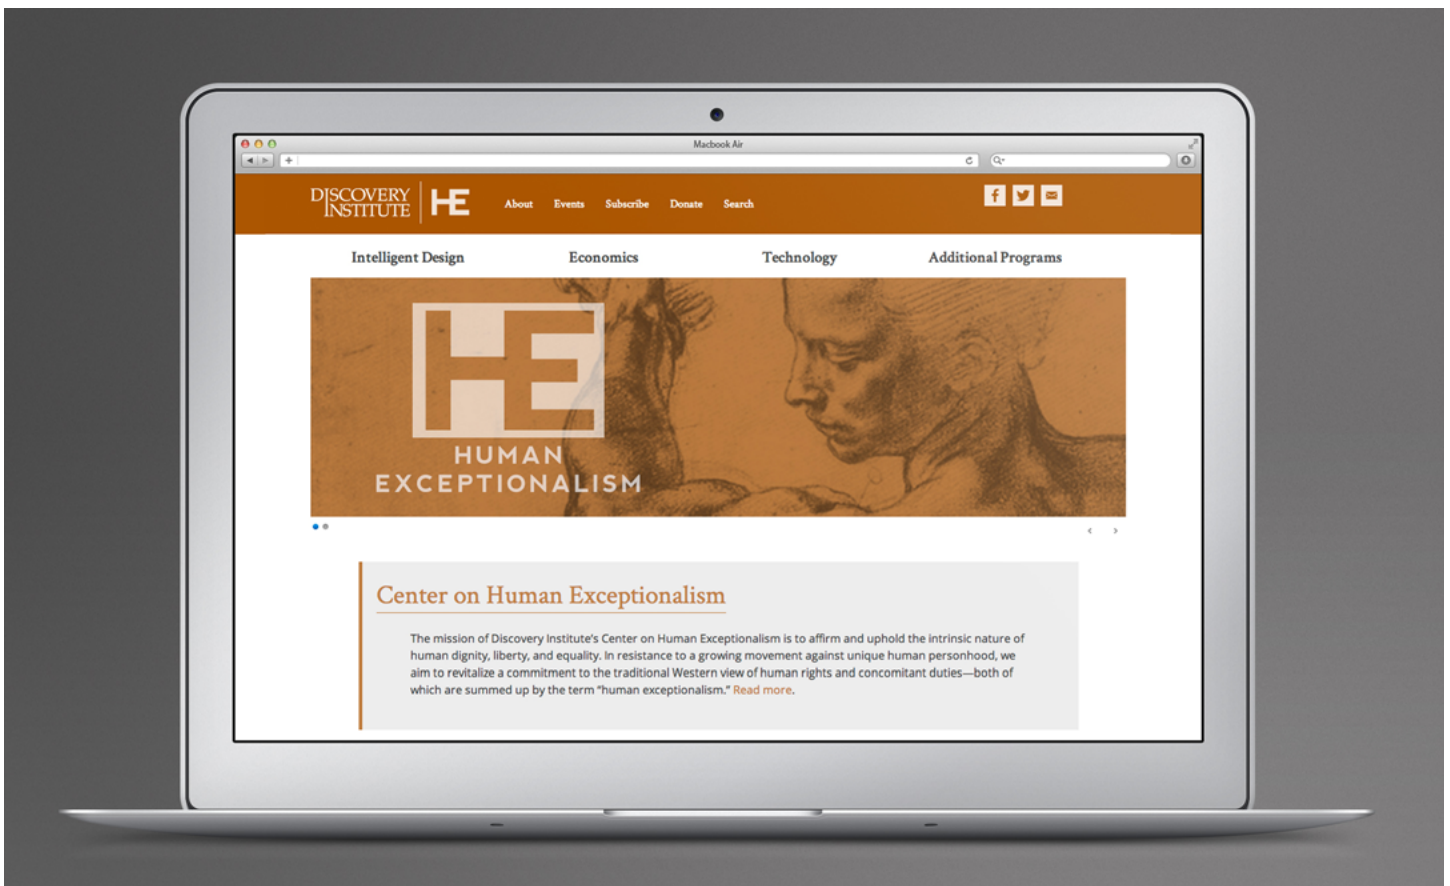 Macbook Air
DISCOVERY
INSTITUTE
HE
About Events Subscribe Donate Search
Intelligent Design Economics Technology Additional Programs
HE
HUMAN
EXCEPTIONALISM
Center on Human Exceptionalism
The mission of Discovery Institute’s Center on Human Exceptionalism is to affirm and uphold the intrinsic nature of
human dignity, liberty, and equality. In resistance to a growing movement against unique human personhood, we
aim to revitalize a commitment to the traditional Western view of human rights and concomitant duties—both of
which are summed up by the term “human exceptionalism.” Read more.